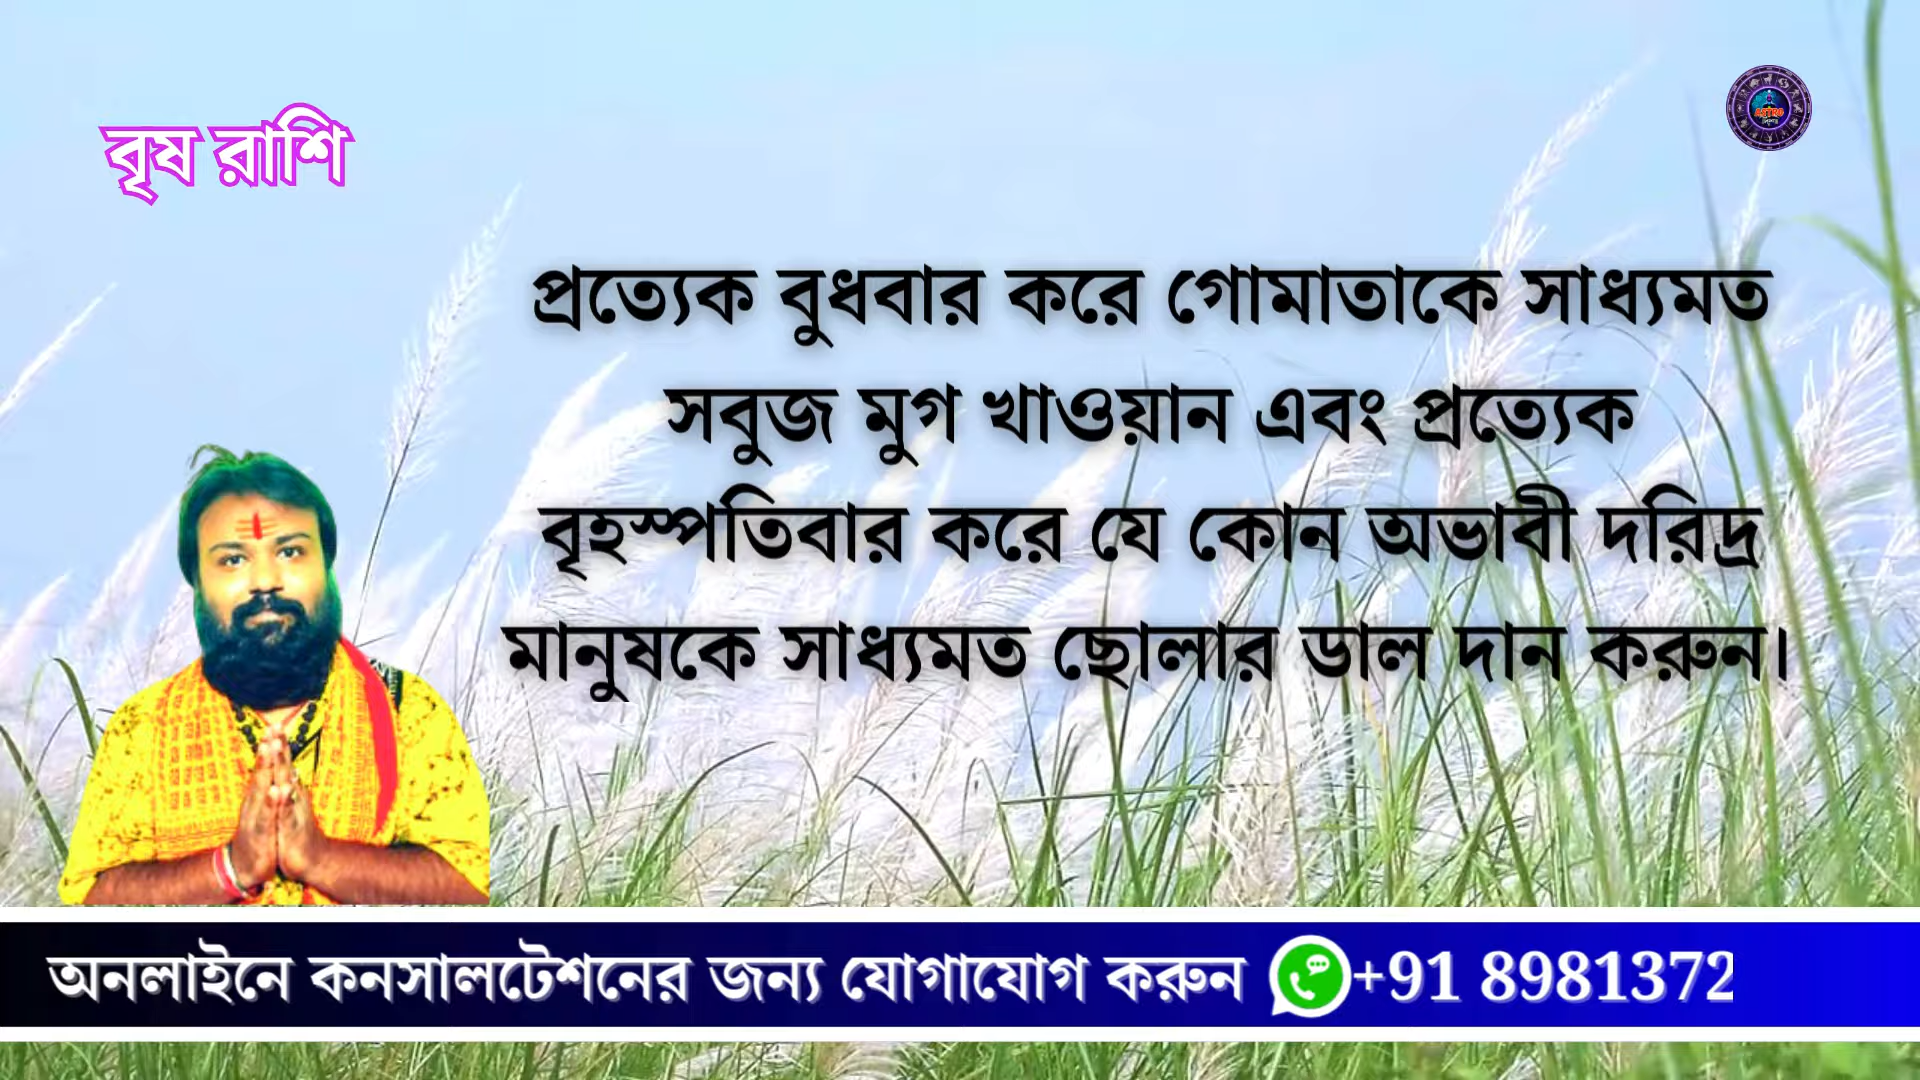 বৃষ রাশি
ASTRO
প্রত্যেক বুধবার করে গোমাতাকে সাধ্যমত
সবুজ মুগ খাওয়ান এবং প্রত্যেক
বৃহস্পতিবার করে যে কোন অভাবী দরিদ্র
মানুষকে সাধ্যমত ছোলার ডাল দান করুন।
অনলাইনে কনসালটেশনের জন্য যোগাযোগ করুন +91 8981372